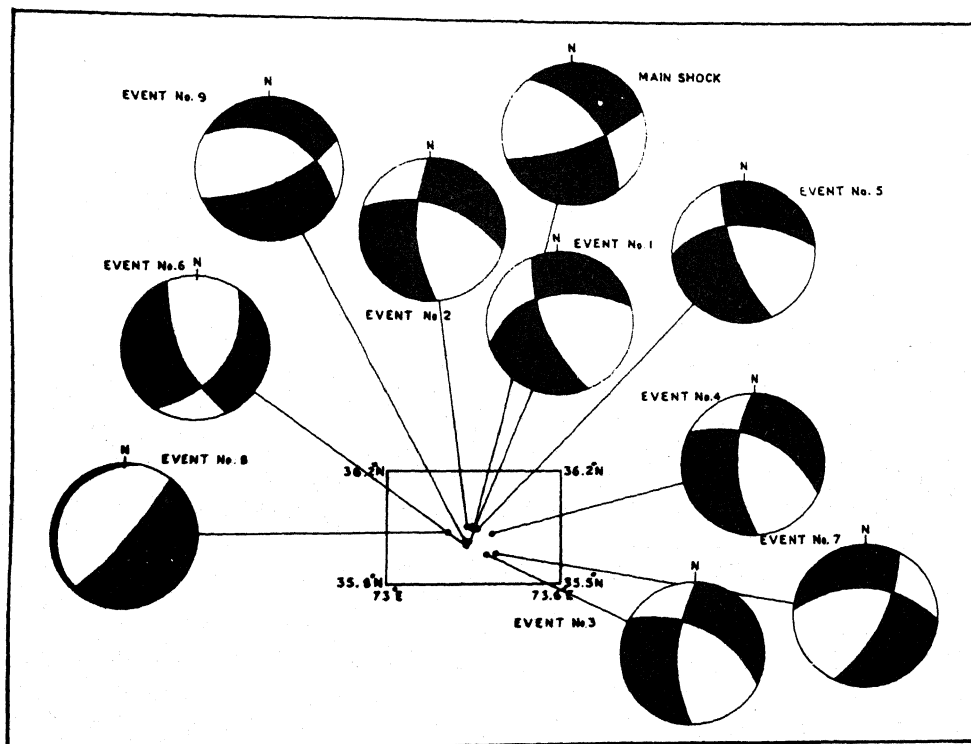 N
MAIN SHOCK
EVENT No. 9
N
N
N
EVENT No. 5
N
EVENT No. 1
EVENT No. 6
N
EVENT No. 2
N
EVENT No. 4
N
EVENT No. 8
36.2°N
36.2°N
EVENT No. 7
N
35.8°N
35.5°N
73°E
73.6°E
N
EVENT No. 3